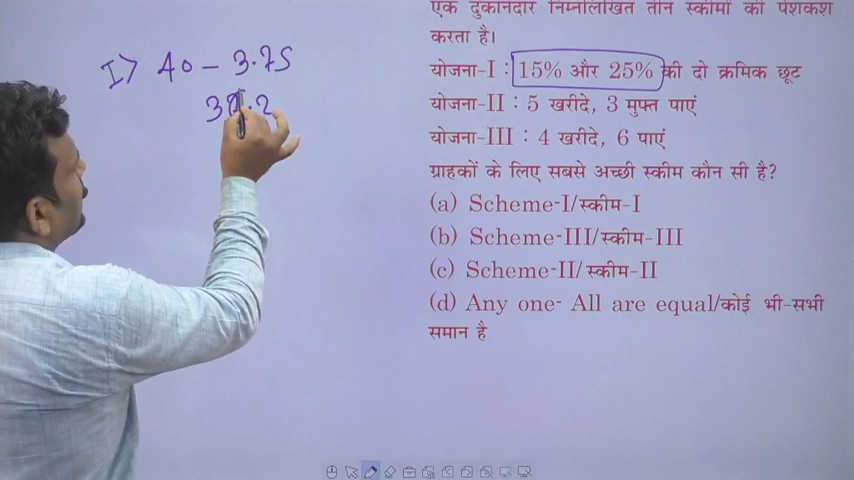 एक दुकानदार निम्नलिखित तीन स्कीमों की पेशकश
करता है।
योजना-I : 15% और 25% की दो क्रमिक छूट
योजना-II : 5 खरीदे, 3 मुफ्त पाएं
योजना-III : 4 खरीदे, 6 पाएं
ग्राहकों के लिए सबसे अच्छी स्कीम कौन सी है?
(a) Scheme-I/स्कीम-I
(b) Scheme-III/स्कीम-III
(c) Scheme-II/स्कीम-II
(d) Any one- All are equal/कोई भी-सभी
समान है
I> 40 - 3.75